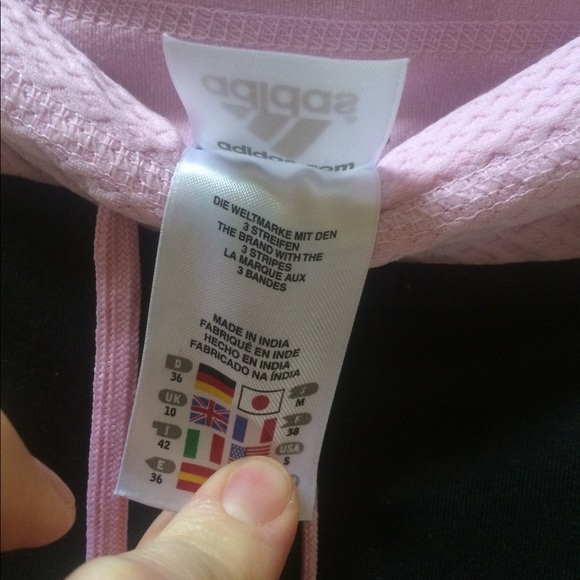 adidas
adidas.com
DIE WELTMARKE MIT DEN
3 STREIFEN
THE BRAND WITH THE
3 STRIPES
LA MARQUE AUX
3 BANDES
MADE IN INDIA
FABRIQUÉ EN INDE
HECHO EN INDIA
FABRICADO NA ÍNDIA
D
36
J
M
UK
10
F
38
I
42
USA
S
E
36